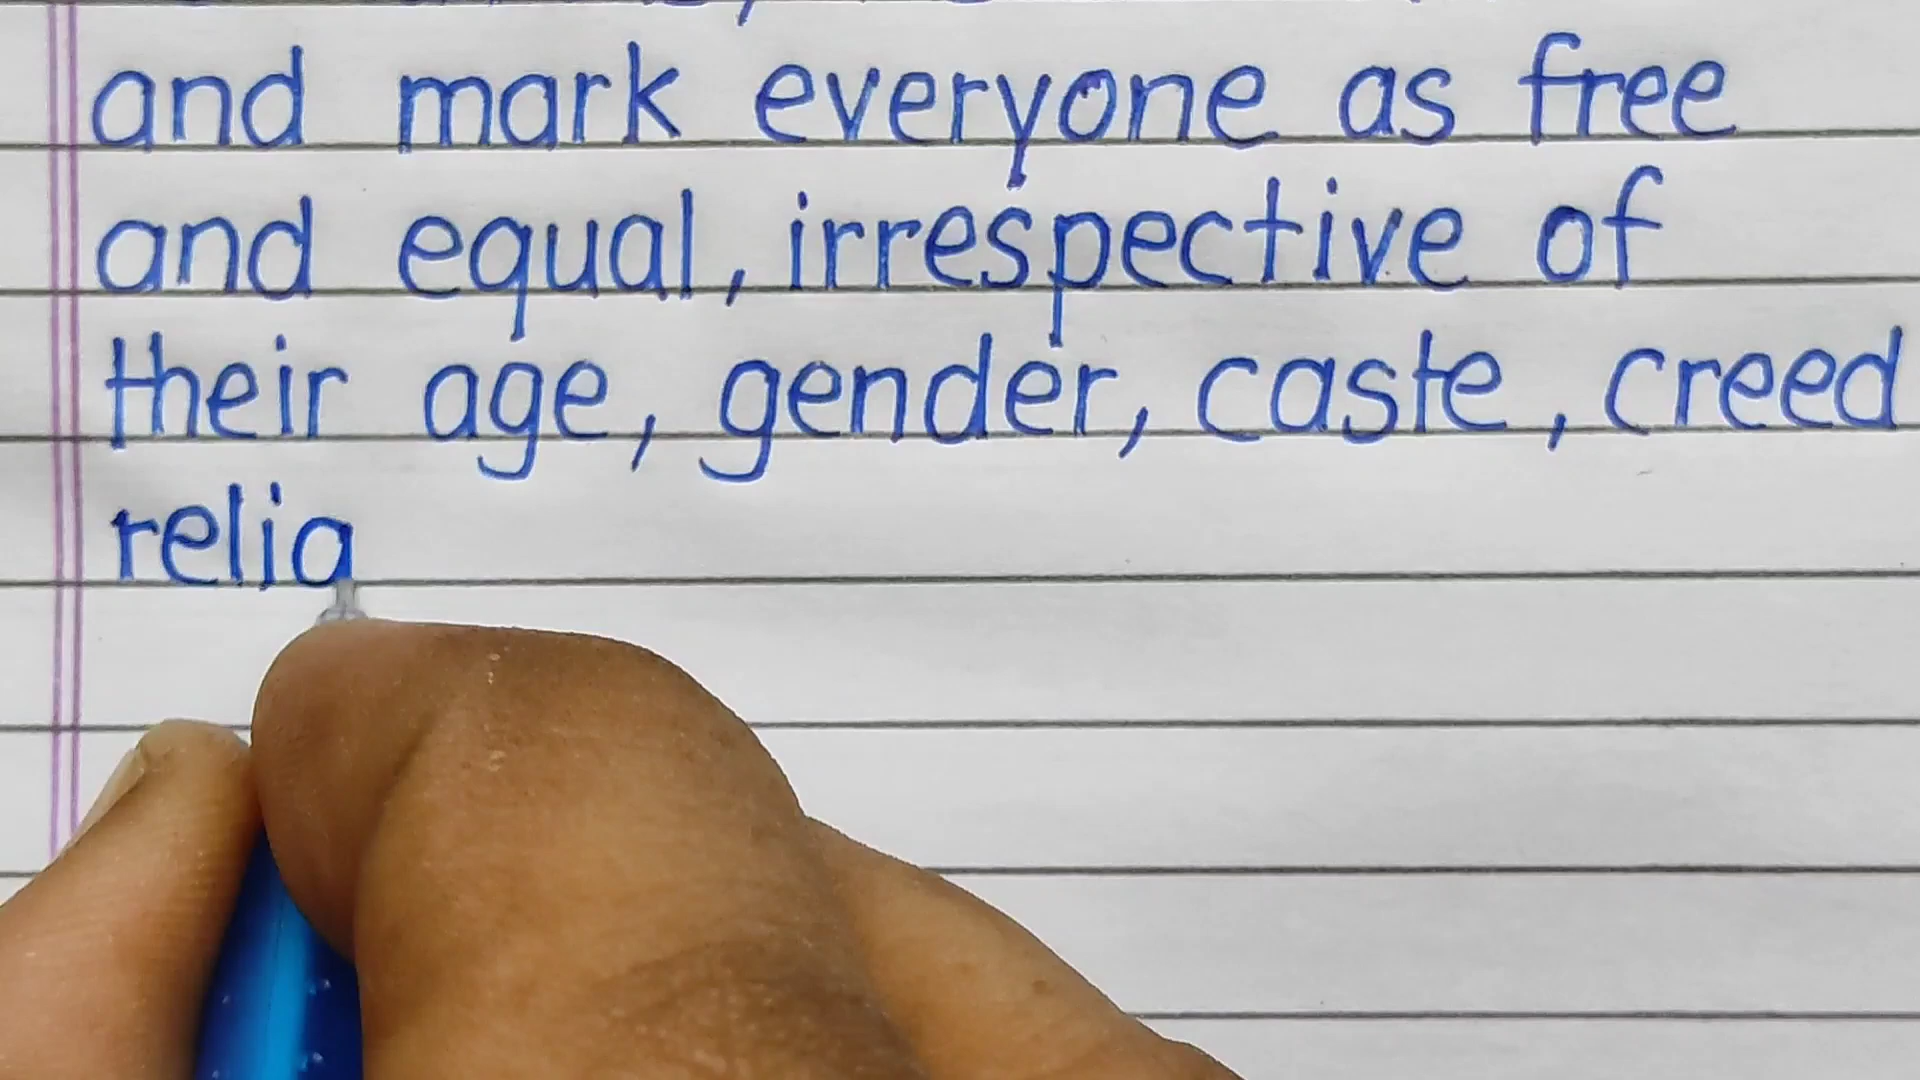 and mark everyone as free
and equal, irrespective of
their age, gender, caste, creed
relig